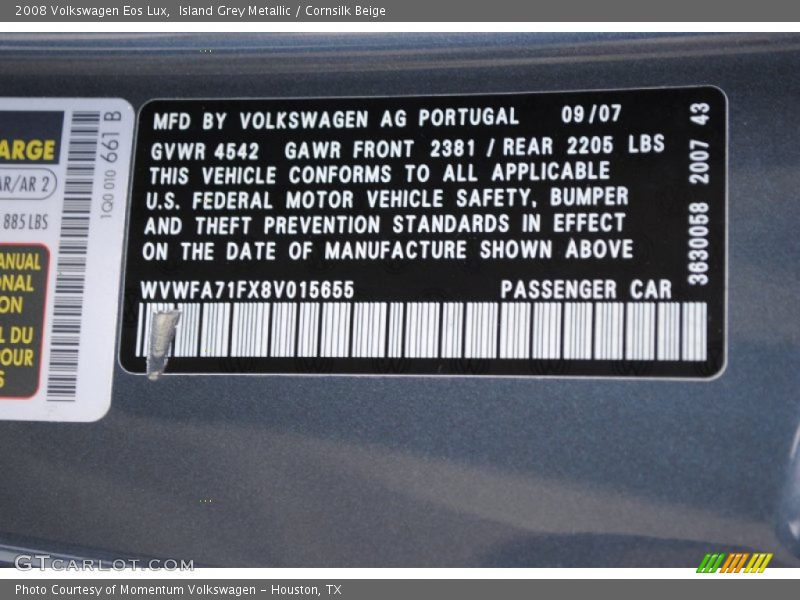 2008 Volkswagen Eos Lux,  Island Grey Metallic / Cornsilk Beige
ARGE
AR/AR 2
885 LBS
ANUAL
ONAL
ON
L DU
POUR
S
1Q0 010 661 B
MFD BY VOLKSWAGEN AG PORTUGAL 09/07
GVWR 4542 GAWR FRONT 2381 / REAR 2205 LBS
THIS VEHICLE CONFORMS TO ALL APPLICABLE
U.S. FEDERAL MOTOR VEHICLE SAFETY, BUMPER
AND THEFT PREVENTION STANDARDS IN EFFECT
ON THE DATE OF MANUFACTURE SHOWN ABOVE
WVWFA71FX8V015655 PASSENGER CAR
3630058 2007 43
GTCARLOT.COM
Photo Courtesy of Momentum Volkswagen - Houston, TX